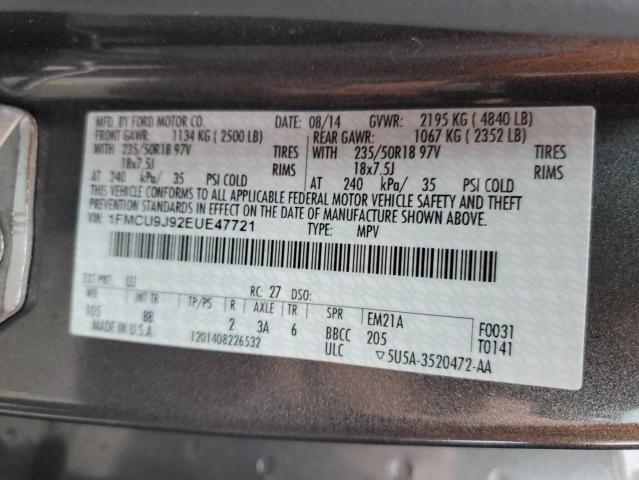 MFD. BY FORD MOTOR CO. DATE: 08/14 GVWR: 2195 KG ( 4840 LB)
FRONT GAWR: 1134 KG ( 2500 LB) REAR GAWR: 1067 KG ( 2352 LB)
WITH 235/50R18 97V TIRES WITH 235/50R18 97V TIRES
18x7.5J RIMS 18x7.5J RIMS
AT 240 kPa/ 35 PSI COLD AT 240 kPa/ 35 PSI COLD
THIS VEHICLE CONFORMS TO ALL APPLICABLE FEDERAL MOTOR VEHICLE SAFETY AND THEFT
PREVENTION STANDARDS IN EFFECT ON THE DATE OF MANUFACTURE SHOWN ABOVE.
VIN: 1FMCU9J92EUE47721 TYPE: MPV
EXT PNT: UJ RC: 27 DSO:
WB INT TR TP/PS R AXLE TR SPR EM21A F0031
105 BB 2 3A 6 BBCC 205 T0141
MADE IN U.S.A. 1201408226532 ULC ▽5U5A-3520472-AA